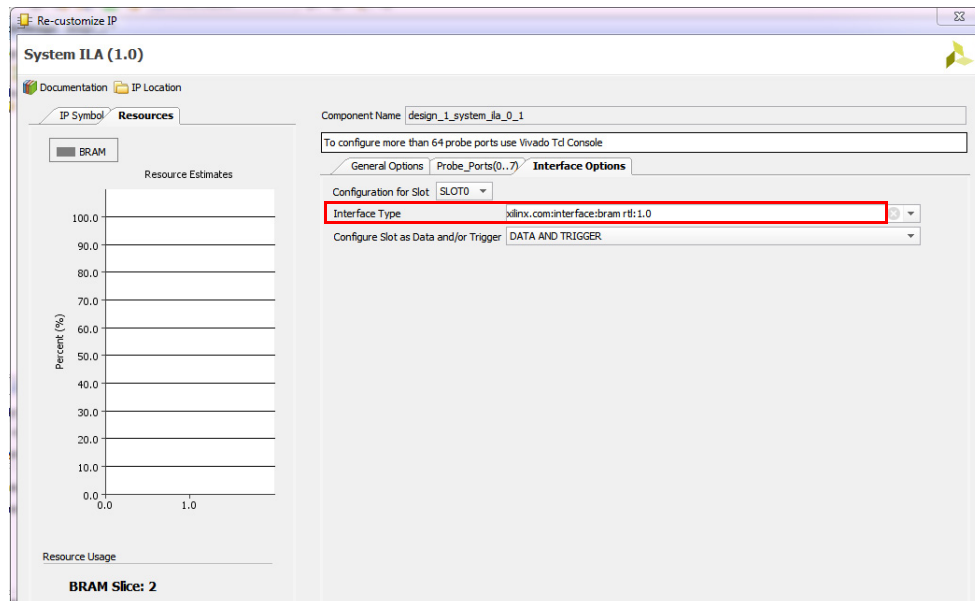 Re-customize IP
System ILA (1.0)
Documentation IP Location
IP Symbol Resources
BRAM
Resource Estimates
100.0
90.0
80.0
70.0
60.0
50.0
40.0
30.0
20.0
10.0
0.0
Percent (%)
0.0 1.0
Resource Usage
BRAM Slice: 2
Component Name design_1_system_ila_0_1
To configure more than 64 probe ports use Vivado Tcl Console
General Options Probe_Ports(0..7) Interface Options
Configuration for Slot SLOT0
Interface Type xilinx.com:interface:bram rtl:1.0
Configure Slot as Data and/or Trigger DATA AND TRIGGER